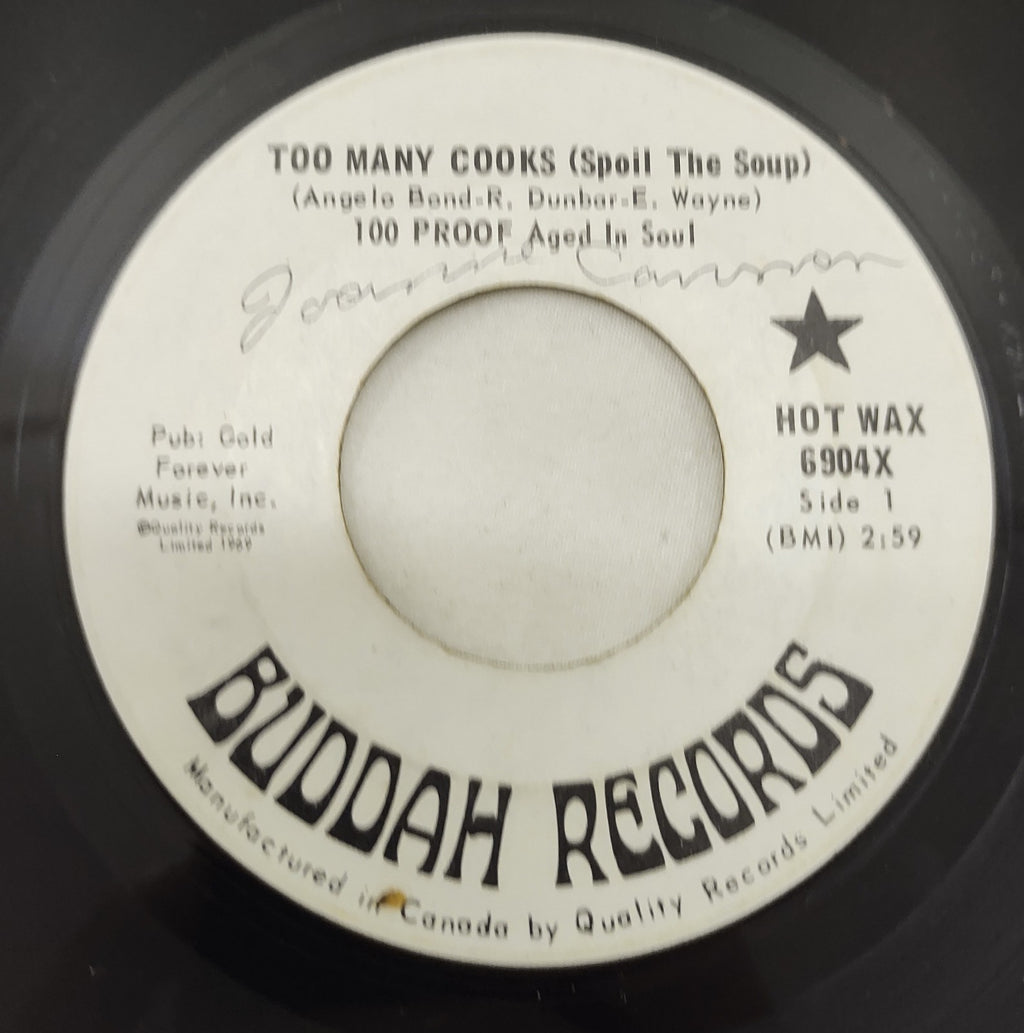 TOO MANY COOKS (Spoil The Soup)
(Angelo Bond-R. Dunbar-E. Wayne)
100 PROOF Aged In Soul
Joanne Cannon
HOT WAX
6904X
Side 1
(BMI) 2:59
Pub: Gold
Forever
Music, Inc.
©Quality Records
Limited 1969
BUDDAH RECORDS
Manufactured in Canada by Quality Records Limited